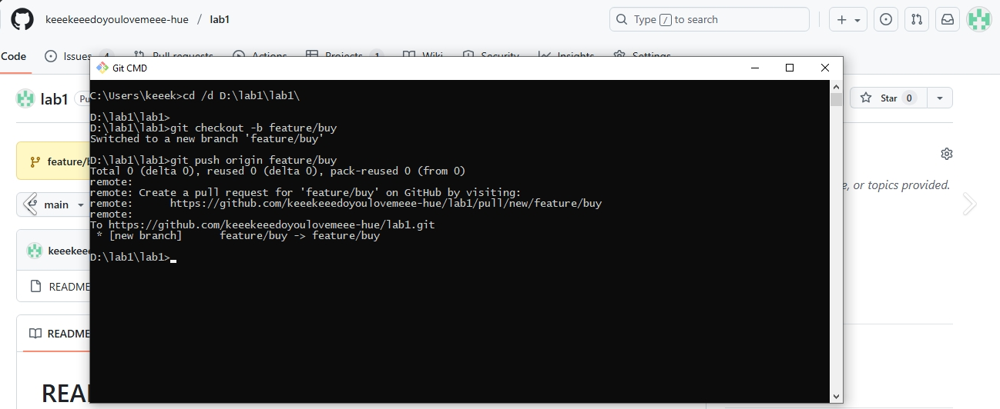 keeekeeedoyoulovemeee-hue / lab1
Type / to search
Code
Issues 4
Pull requests
Actions
Projects 1
Wiki
Security
Insights
Settings
Git CMD
lab1
Pu
Star 0
feature/b
main
keeekeee
README
README
REA
e, or topics provided.
C:\Users\keeek>cd /d D:\lab1\lab1\
D:\lab1\lab1>
D:\lab1\lab1>git checkout -b feature/buy
Switched to a new branch 'feature/buy'
D:\lab1\lab1>git push origin feature/buy
Total 0 (delta 0), reused 0 (delta 0), pack-reused 0 (from 0)
remote:
remote: Create a pull request for 'feature/buy' on GitHub by visiting:
remote:      https://github.com/keeekeeedoyoulovemeee-hue/lab1/pull/new/feature/buy
remote:
To https://github.com/keeekeeedoyoulovemeee-hue/lab1.git
 * [new branch]      feature/buy -> feature/buy
D:\lab1\lab1>